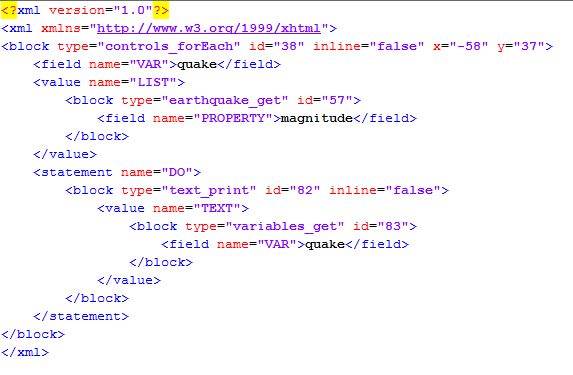 <?xml version="1.0"?>
<xml xmlns="http://www.w3.org/1999/xhtml">
<block type="controls_forEach" id="38" inline="false" x="-58" y="37">
    <field name="VAR">quake</field>
    <value name="LIST">
        <block type="earthquake_get" id="57">
            <field name="PROPERTY">magnitude</field>
        </block>
    </value>
    <statement name="DO">
        <block type="text_print" id="82" inline="false">
            <value name="TEXT">
                <block type="variables_get" id="83">
                    <field name="VAR">quake</field>
                </block>
            </value>
        </block>
    </statement>
</block>
</xml>